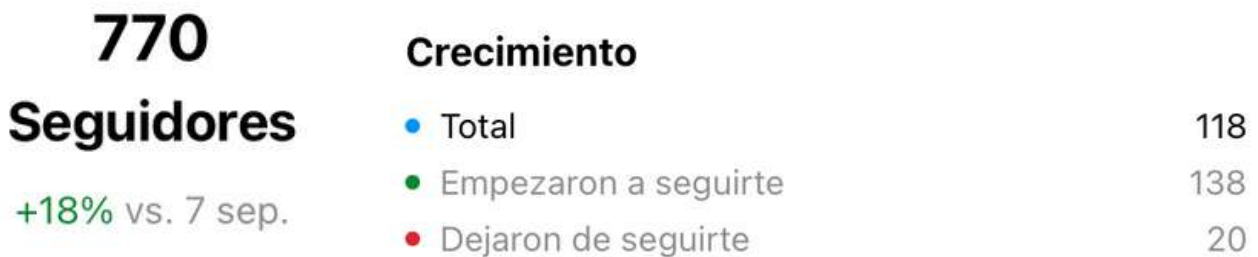 770
Seguidores
+18% vs. 7 sep.
Crecimiento
Total 118
Empezaron a seguirte 138
Dejaron de seguirte 20